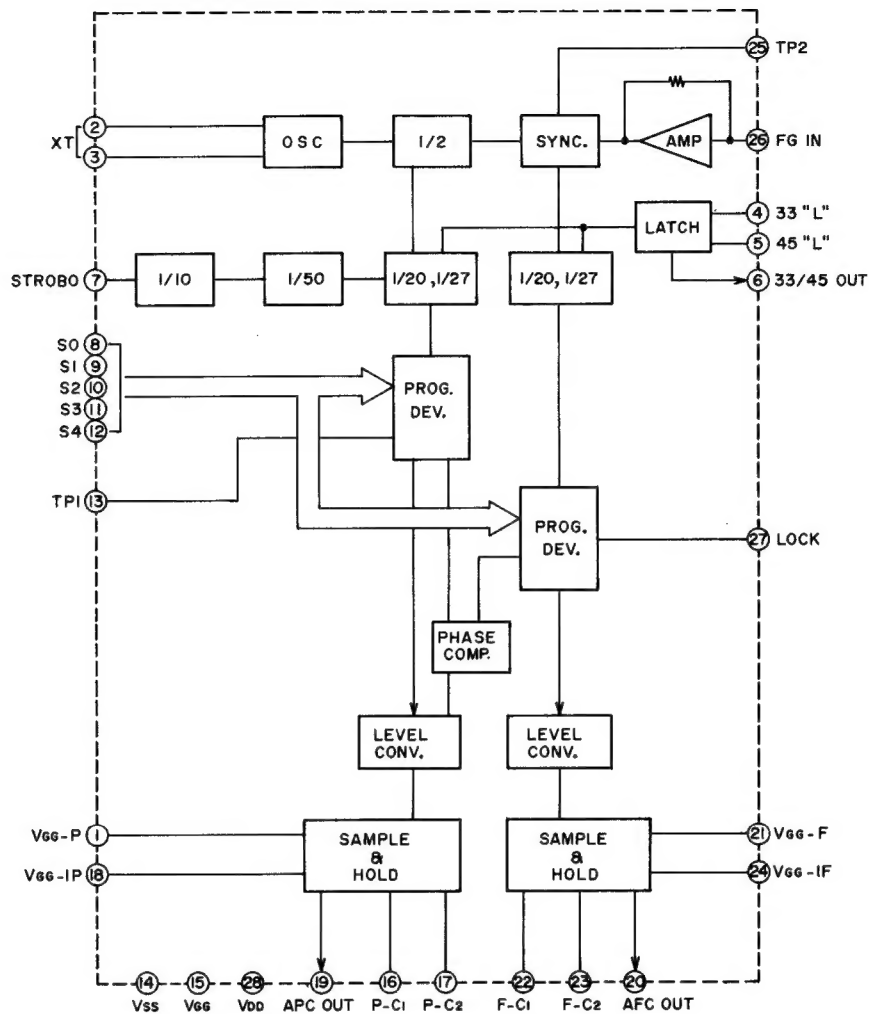 25 TP2
2
XT
3
OSC
1/2
SYNC.
AMP
26 FG IN
LATCH
4 33 "L"
5 45 "L"
6 33/45 OUT
STROBO 7
1/10
1/50
1/20, 1/27
1/20, 1/27
S0 8
S1 9
S2 10
S3 11
S4 12
PROG.
DEV.
TP1 13
PROG.
DEV.
27 LOCK
PHASE
COMP.
LEVEL
CONV.
LEVEL
CONV.
VGG-P 1
VGG-IP 18
SAMPLE
&
HOLD
SAMPLE
&
HOLD
21 VGG-F
24 VGG-IF
14 15 28 19 16 17 22 23 20
VSS VGG VDD APC OUT P-C1 P-C2 F-C1 F-C2 AFC OUT